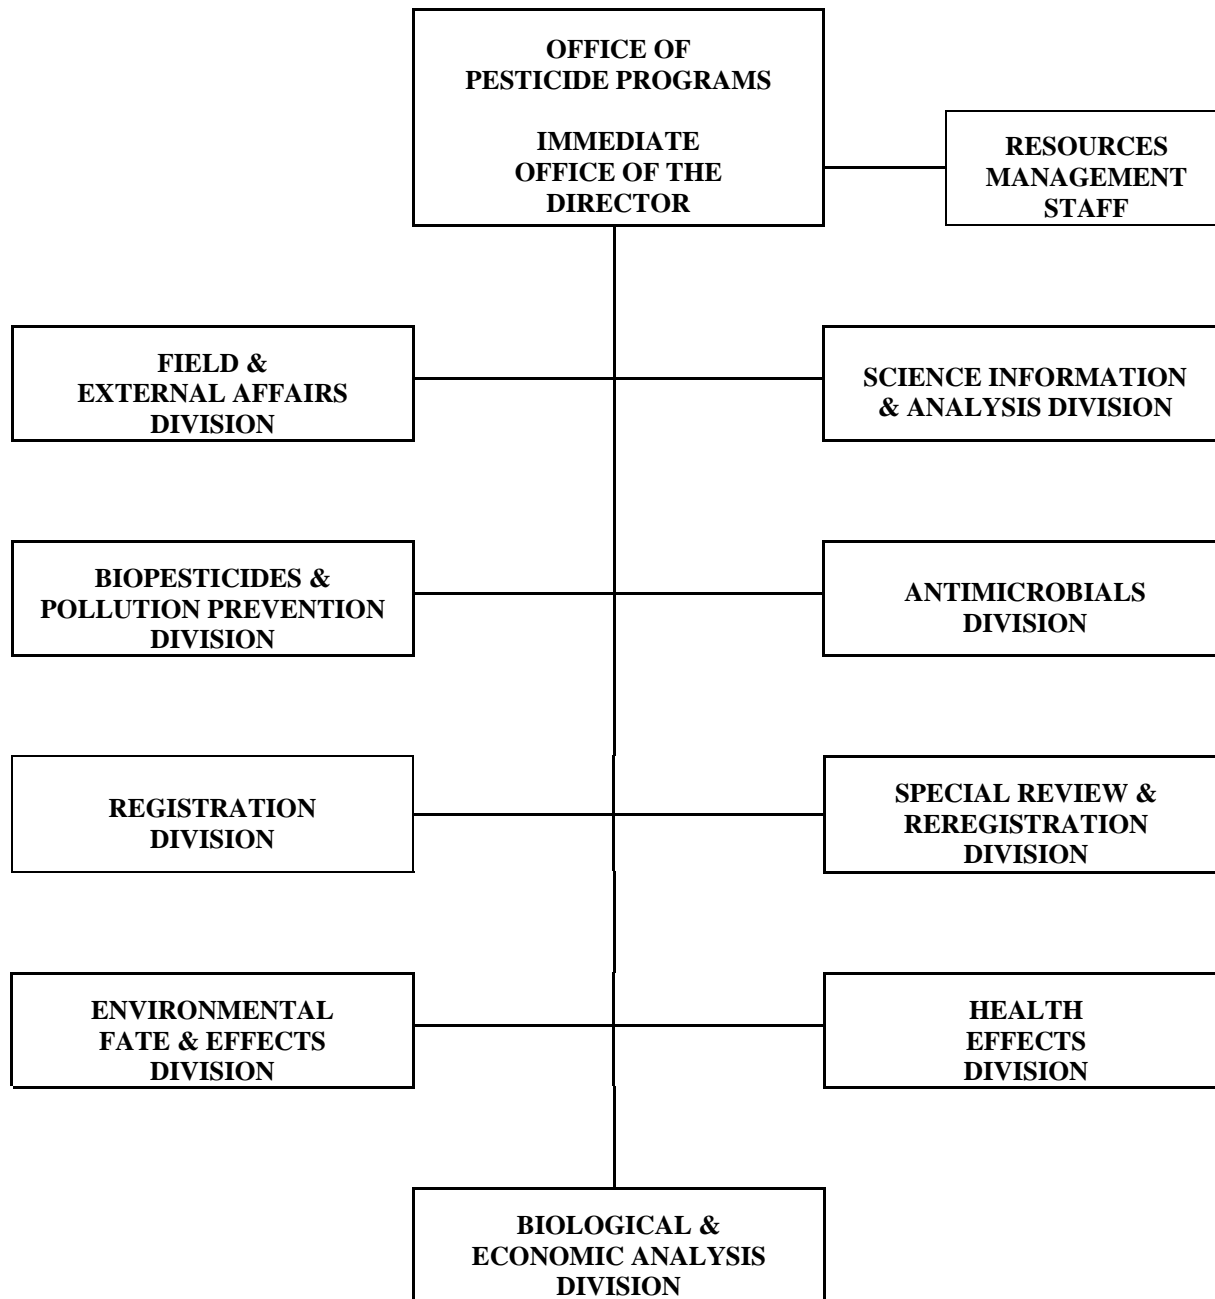 OFFICE OF
PESTICIDE PROGRAMS
IMMEDIATE
OFFICE OF THE
DIRECTOR
RESOURCES
MANAGEMENT
STAFF
FIELD &
EXTERNAL AFFAIRS
DIVISION
SCIENCE INFORMATION
& ANALYSIS DIVISION
BIOPESTICIDES &
POLLUTION PREVENTION
DIVISION
ANTIMICROBIALS
DIVISION
REGISTRATION
DIVISION
SPECIAL REVIEW &
REREGISTRATION
DIVISION
ENVIRONMENTAL
FATE & EFFECTS
DIVISION
HEALTH
EFFECTS
DIVISION
BIOLOGICAL &
ECONOMIC ANALYSIS
DIVISION